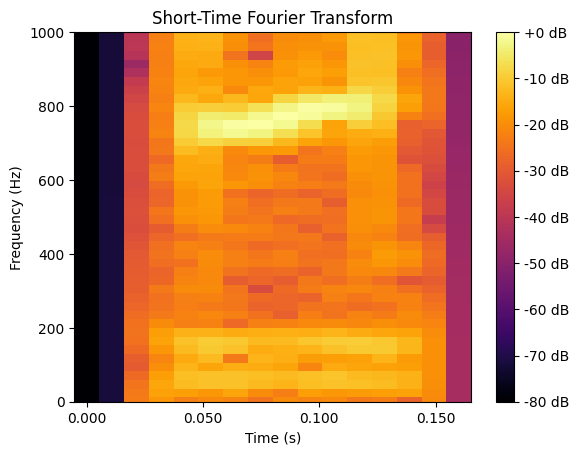 Short-Time Fourier Transform
1000
800
600
400
200
0
Frequency (Hz)
0.000
0.050
0.100
0.150
Time (s)
+0 dB
-10 dB
-20 dB
-30 dB
-40 dB
-50 dB
-60 dB
-70 dB
-80 dB